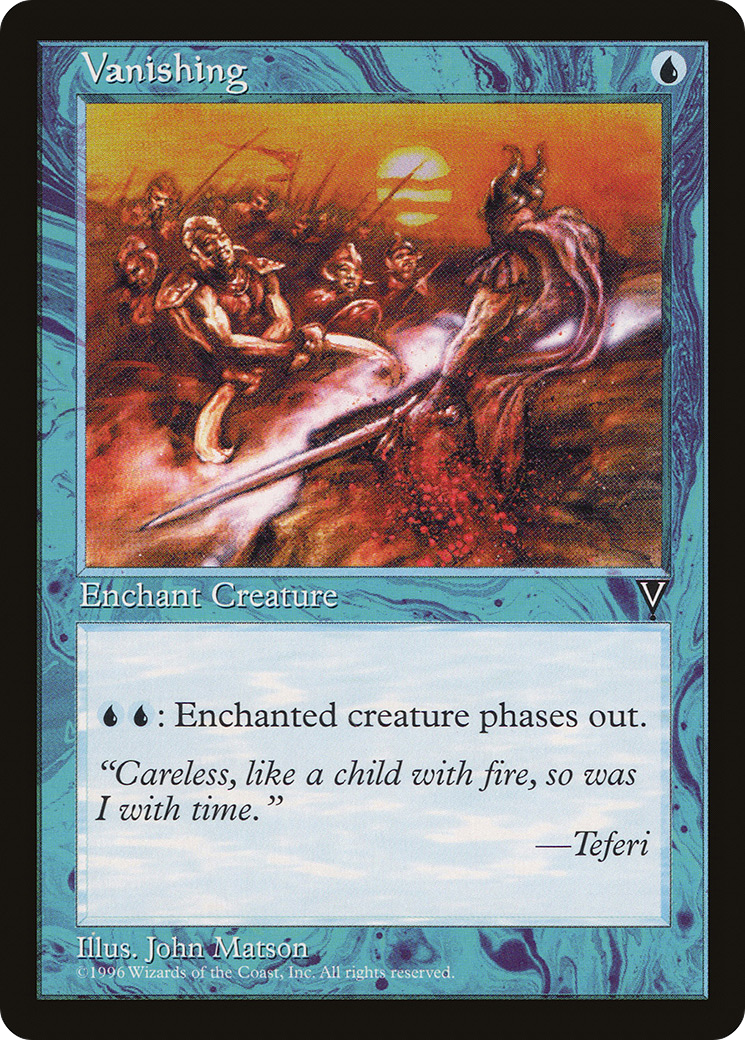 Vanishing
Enchant Creature
V
: Enchanted creature phases out.
“Careless, like a child with fire, so was
I with time.”
—Teferi
Illus. John Matson
©1996 Wizards of the Coast, Inc. All rights reserved.